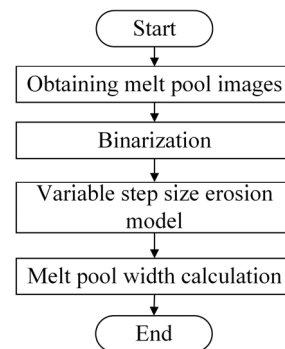 Start
Obtaining melt pool images
Binarization
Variable step size erosion
model
Melt pool width calculation
End